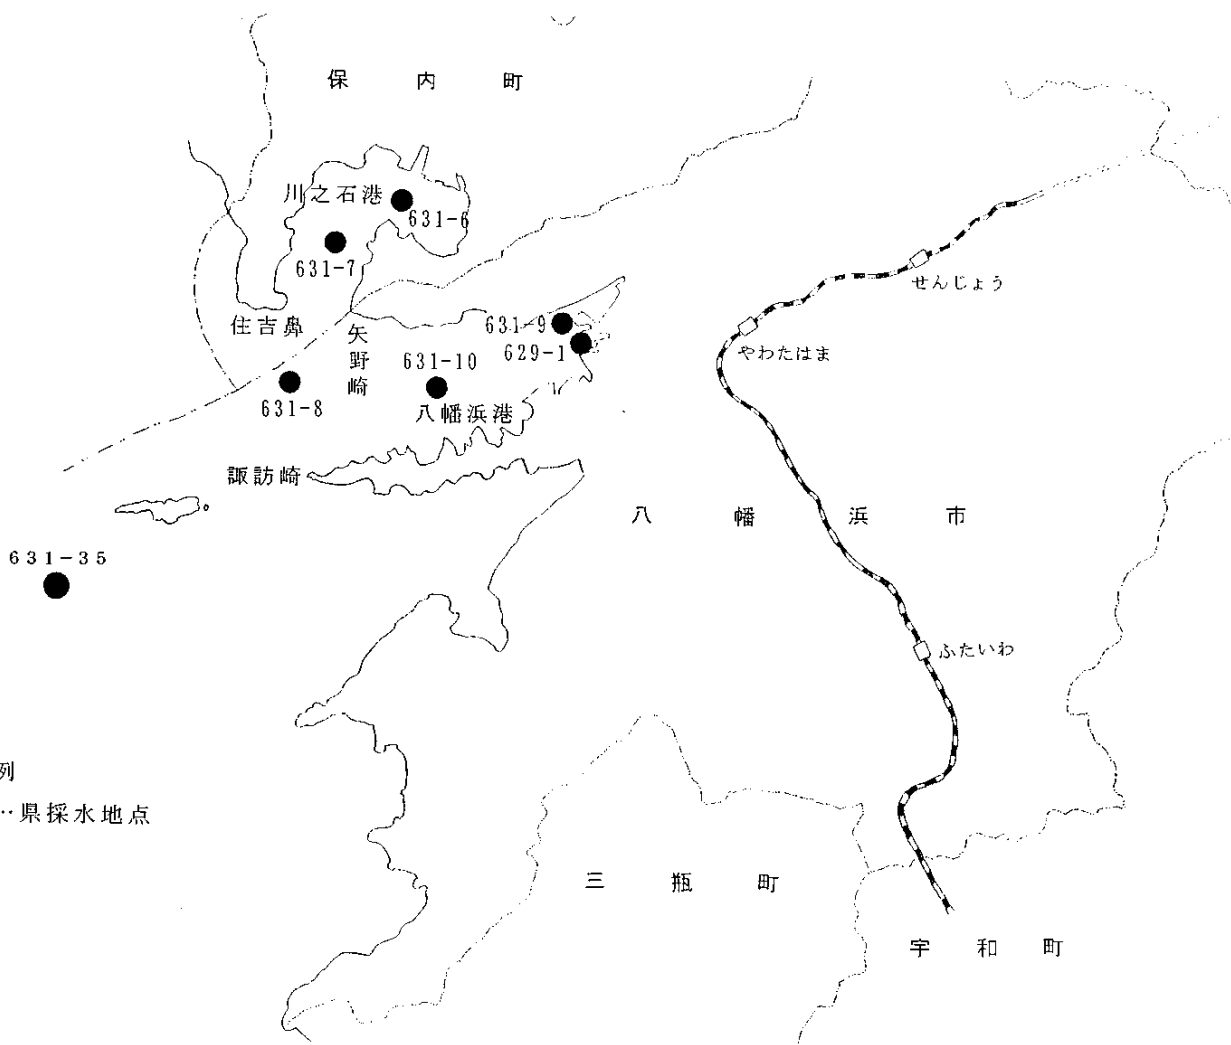 保内町
川之石港
631-6
631-7
せんじょう
住吉鼻
矢野崎
631-9
629-1
やわたはま
631-10
631-8
八幡浜港
諏訪崎
八幡浜市
631-35
ふたいわ
列
‥県採水地点
三瓶町
宇和町